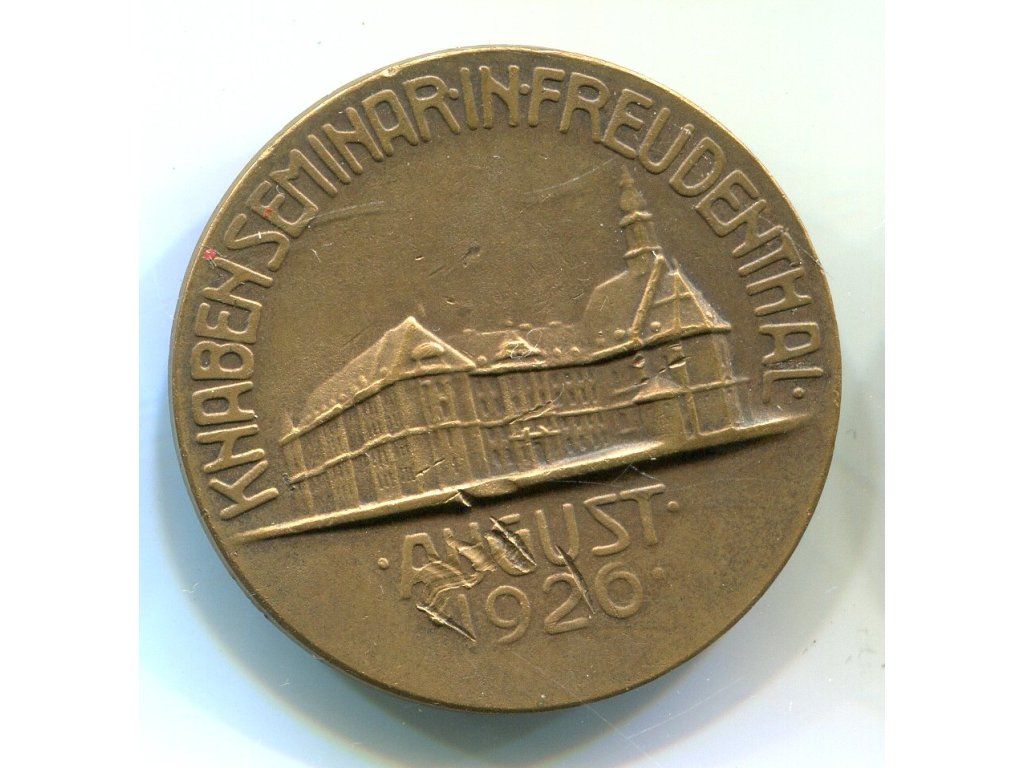 KNABENSEMINAR·IN·FREUDENTHAL·
·AUGUST·
1926·